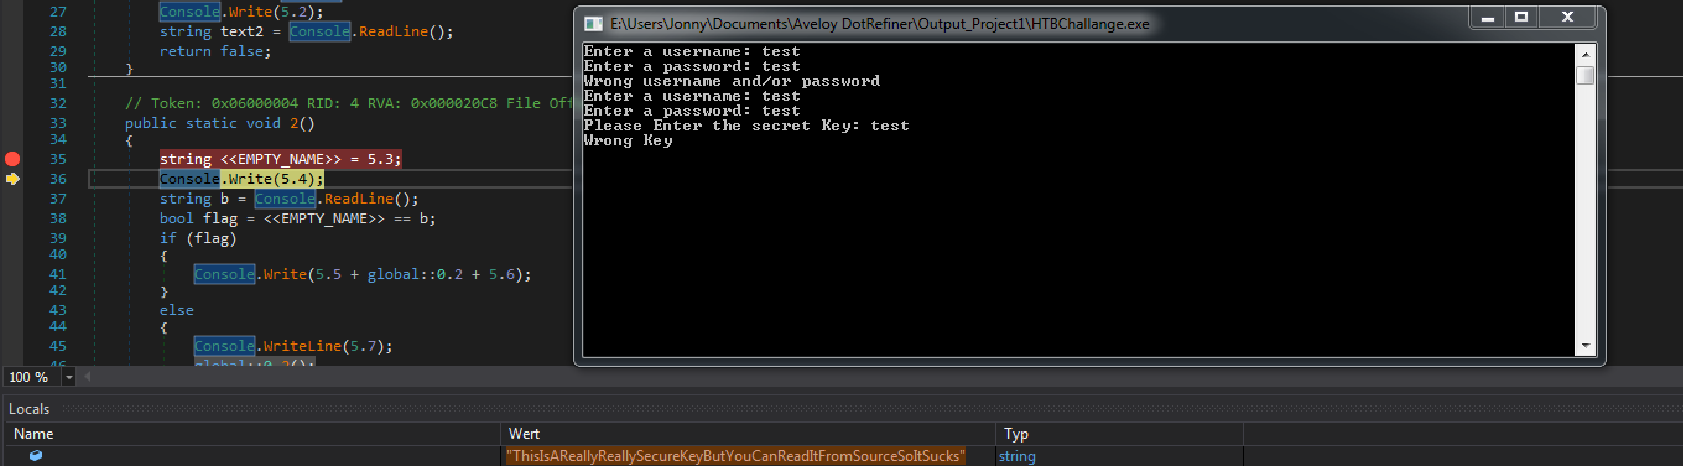 27 Console.Write(5.2);
28 string text2 = Console.ReadLine();
29 return false;
30 }
31
32 // Token: 0x06000004 RID: 4 RVA: 0x000020C8 File Off
33 public static void 2()
34 {
35 string <<EMPTY_NAME>> = 5.3;
36 Console.Write(5.4);
37 string b = Console.ReadLine();
38 bool flag = <<EMPTY_NAME>> == b;
39 if (flag)
40 {
41 Console.Write(5.5 + global::0.2 + 5.6);
42 }
43 else
44 {
45 Console.WriteLine(5.7);
46 global::0.2();
100 %
E:\Users\Jonny\Documents\Aveloy DotRefiner\Output_Project1\HTBChallange.exe
Enter a username: test
Enter a password: test
Wrong username and/or password
Enter a username: test
Enter a password: test
Please Enter the secret Key: test
Wrong Key
Locals
Name Wert Typ
"ThisIsAReallyReallySecureKeyButYouCanReadItFromSourceSoItSucks" string